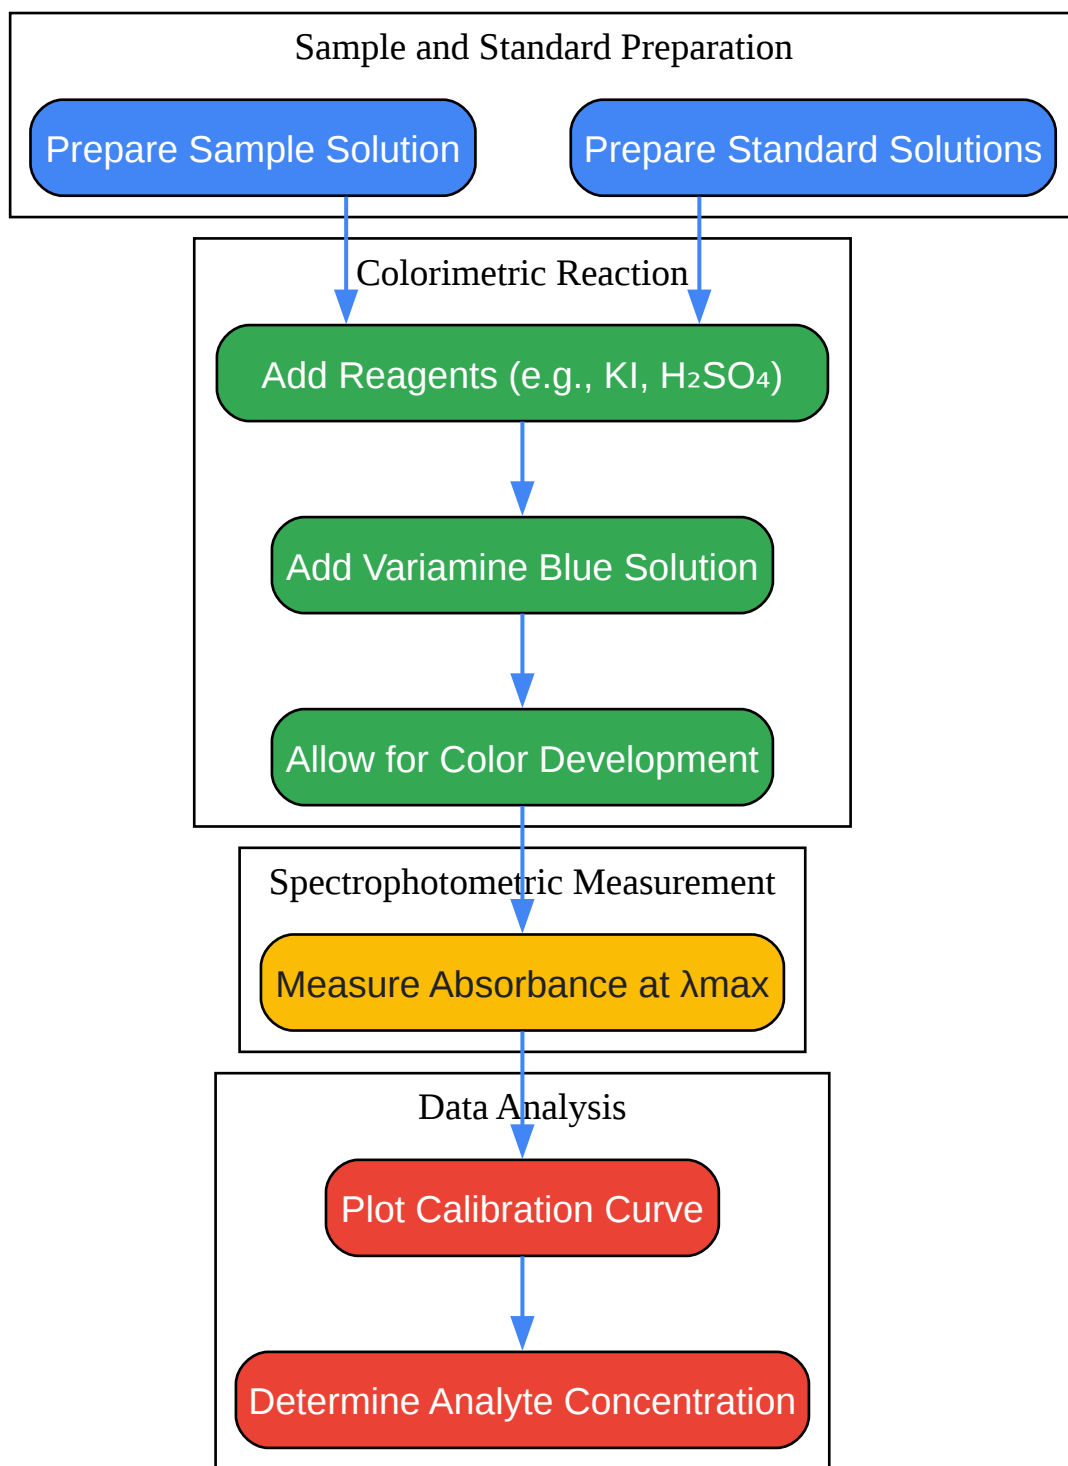 Sample and Standard Preparation
Prepare Sample Solution
Prepare Standard Solutions
Colorimetric Reaction
Add Reagents (e.g., KI, H₂SO₄)
Add Variamine Blue Solution
Allow for Color Development
Spectrophotometric Measurement
Measure Absorbance at λmax
Data Analysis
Plot Calibration Curve
Determine Analyte Concentration